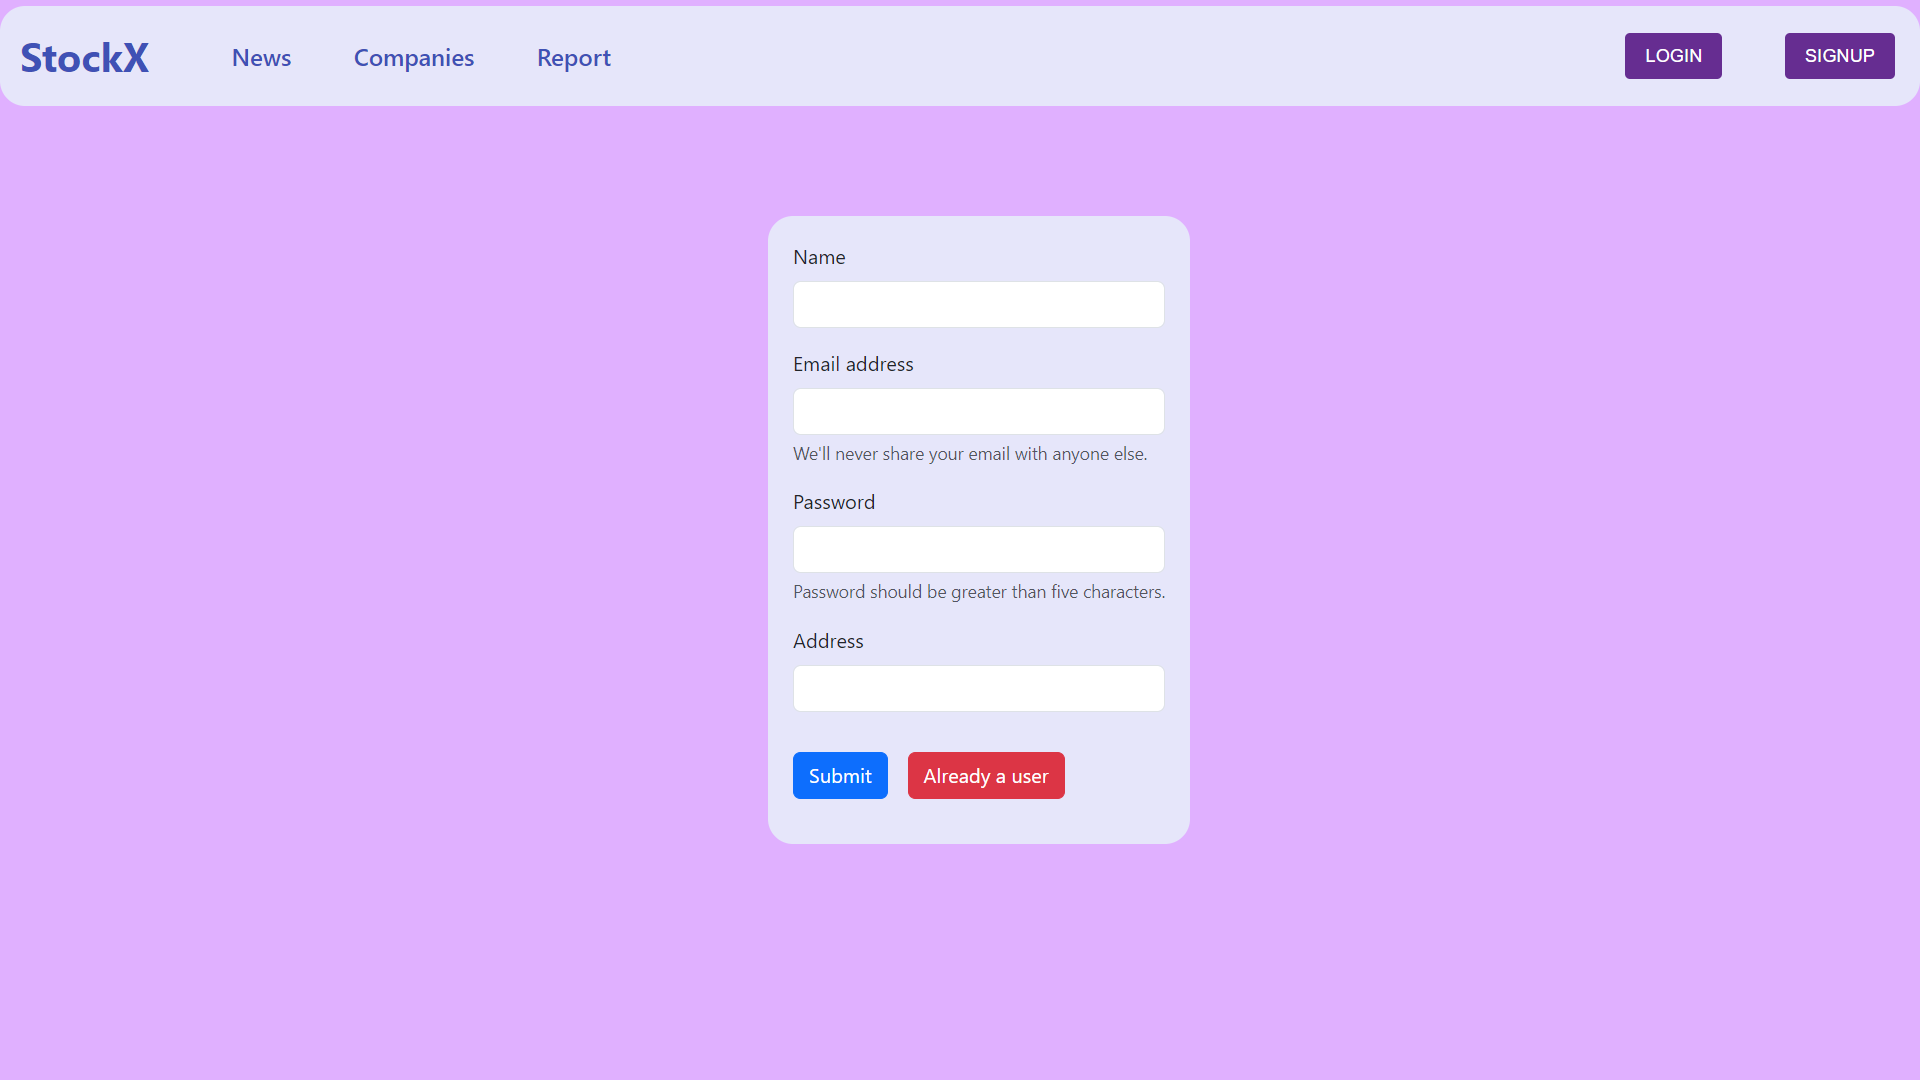 StockX
News
Companies
Report
LOGIN
SIGNUP
Name
Email address
We'll never share your email with anyone else.
Password
Password should be greater than five characters.
Address
Submit
Already a user